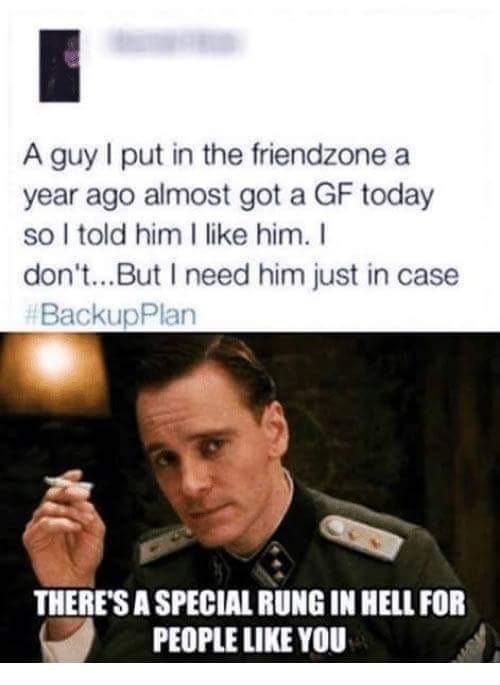 A guy I put in the friendzone a
year ago almost got a GF today
so I told him I like him. I
don't...But I need him just in case
#BackupPlan
THERE'S A SPECIAL RUNG IN HELL FOR
PEOPLE LIKE YOU